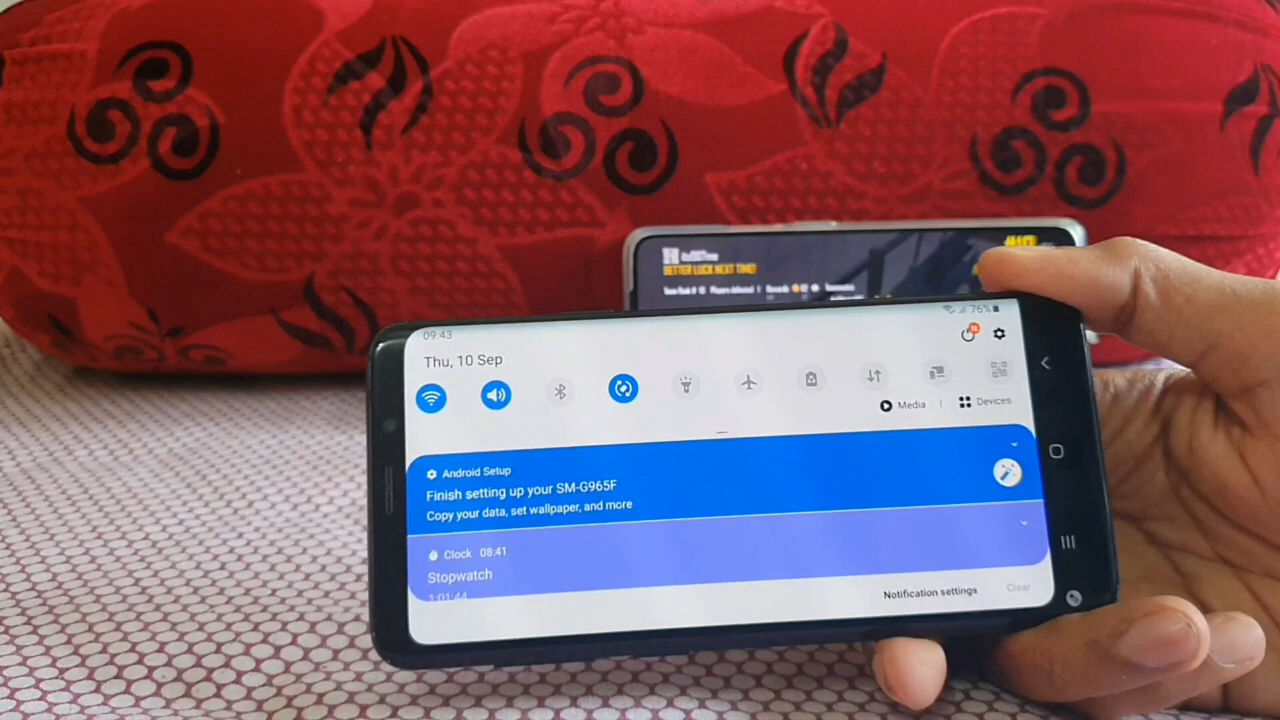 BETTER LUCK NEXT TIME!
09:43
76%
Thu, 10 Sep
Media
Devices
Android Setup
Finish setting up your SM-G965F
Copy your data, set wallpaper, and more
Clock 08:41
Stopwatch
1:01:44
Notification settings
Clear